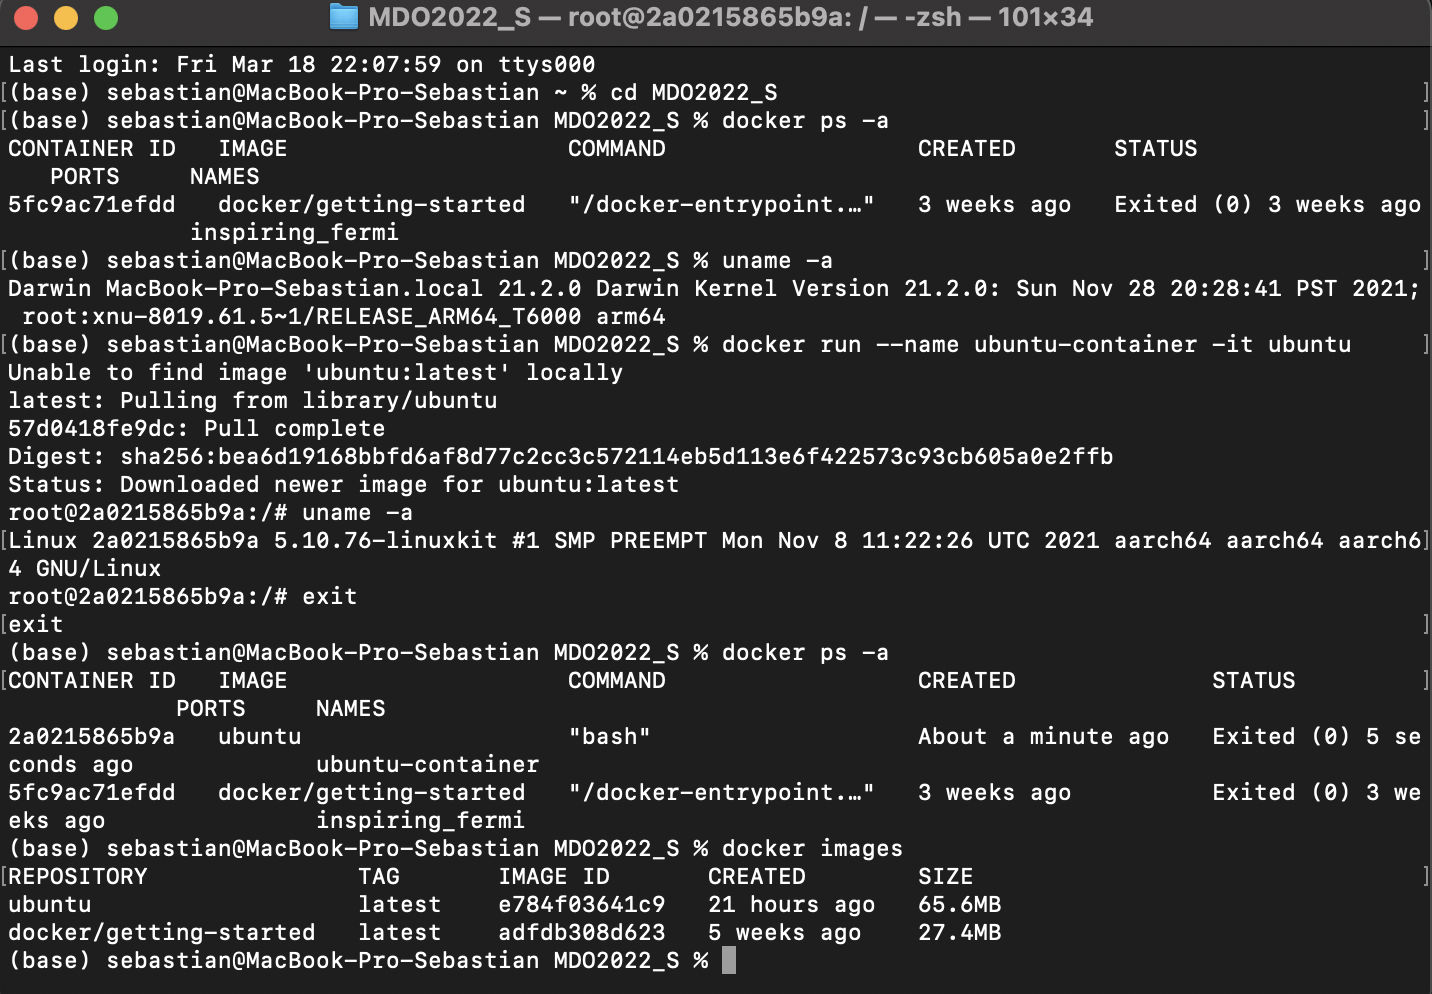 MDO2022_S — root@2a0215865b9a: / — -zsh — 101×34
Last login: Fri Mar 18 22:07:59 on ttys000
[(base) sebastian@MacBook-Pro-Sebastian ~ % cd MDO2022_S ]
[(base) sebastian@MacBook-Pro-Sebastian MDO2022_S % docker ps -a ]
CONTAINER ID   IMAGE                    COMMAND                  CREATED       STATUS
   PORTS     NAMES
5fc9ac71efdd   docker/getting-started   "/docker-entrypoint.…"   3 weeks ago   Exited (0) 3 weeks ago
             inspiring_fermi
[(base) sebastian@MacBook-Pro-Sebastian MDO2022_S % uname -a ]
Darwin MacBook-Pro-Sebastian.local 21.2.0 Darwin Kernel Version 21.2.0: Sun Nov 28 20:28:41 PST 2021;
 root:xnu-8019.61.5~1/RELEASE_ARM64_T6000 arm64
[(base) sebastian@MacBook-Pro-Sebastian MDO2022_S % docker run --name ubuntu-container -it ubuntu ]
Unable to find image 'ubuntu:latest' locally
latest: Pulling from library/ubuntu
57d0418fe9dc: Pull complete
Digest: sha256:bea6d19168bbfd6af8d77c2cc3c572114eb5d113e6f422573c93cb605a0e2ffb
Status: Downloaded newer image for ubuntu:latest
root@2a0215865b9a:/# uname -a
[Linux 2a0215865b9a 5.10.76-linuxkit #1 SMP PREEMPT Mon Nov 8 11:22:26 UTC 2021 aarch64 aarch64 aarch6]
4 GNU/Linux
root@2a0215865b9a:/# exit
[exit ]
(base) sebastian@MacBook-Pro-Sebastian MDO2022_S % docker ps -a
[CONTAINER ID   IMAGE                    COMMAND                  CREATED              STATUS ]
            PORTS     NAMES
2a0215865b9a   ubuntu                   "bash"                   About a minute ago   Exited (0) 5 se
conds ago             ubuntu-container
5fc9ac71efdd   docker/getting-started   "/docker-entrypoint.…"   3 weeks ago          Exited (0) 3 we
eks ago               inspiring_fermi
(base) sebastian@MacBook-Pro-Sebastian MDO2022_S % docker images
[REPOSITORY               TAG       IMAGE ID       CREATED        SIZE ]
ubuntu                   latest    e784f03641c9   21 hours ago   65.6MB
docker/getting-started   latest    adfdb308d623   5 weeks ago    27.4MB
(base) sebastian@MacBook-Pro-Sebastian MDO2022_S %